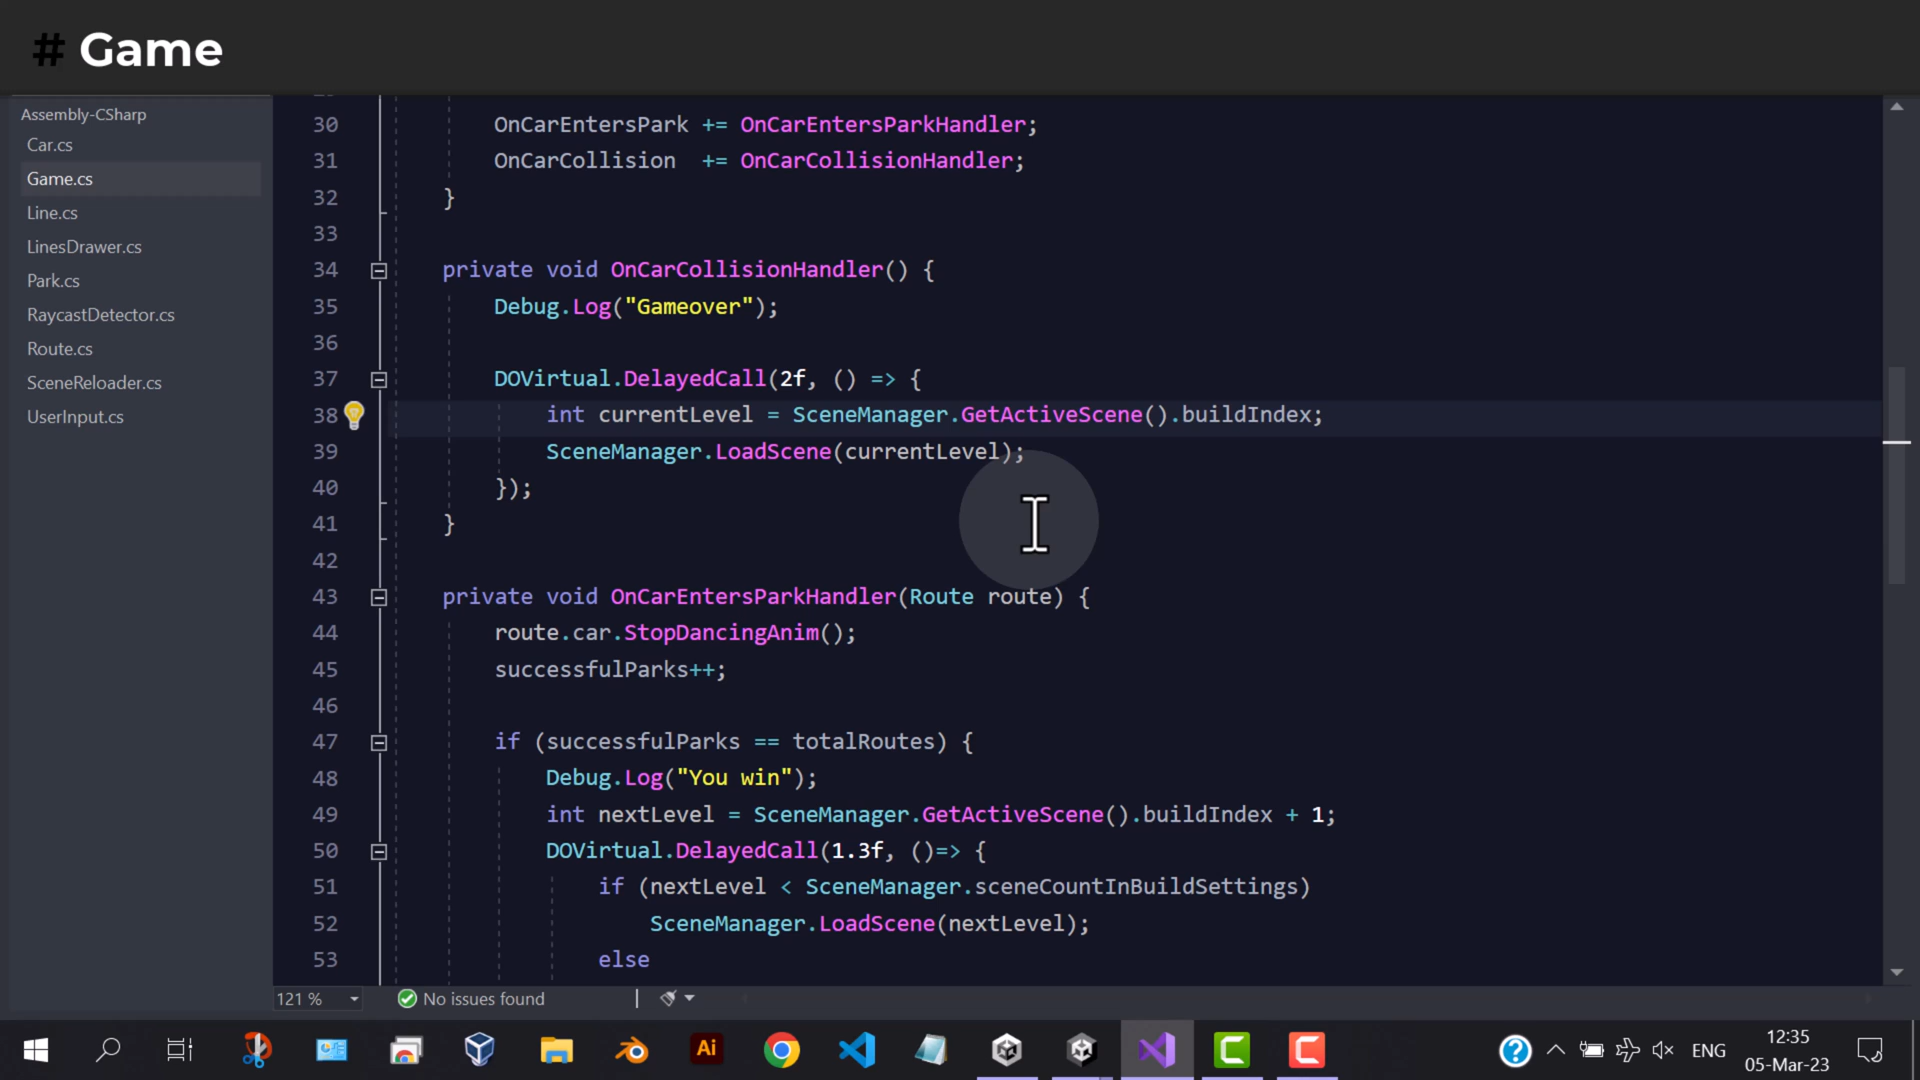 # Game
Assembly-CSharp
Car.cs
Game.cs
Line.cs
LinesDrawer.cs
Park.cs
RaycastDetector.cs
Route.cs
SceneReloader.cs
UserInput.cs
30 OnCarEntersPark += OnCarEntersParkHandler;
31 OnCarCollision += OnCarCollisionHandler;
32 }
33
34 private void OnCarCollisionHandler() {
35 Debug.Log("Gameover");
36
37 DOVirtual.DelayedCall(2f, () => {
38 int currentLevel = SceneManager.GetActiveScene().buildIndex;
39 SceneManager.LoadScene(currentLevel);
40 });
41 }
42
43 private void OnCarEntersParkHandler(Route route) {
44 route.car.StopDancingAnim();
45 successfulParks++;
46
47 if (successfulParks == totalRoutes) {
48 Debug.Log("You win");
49 int nextLevel = SceneManager.GetActiveScene().buildIndex + 1;
50 DOVirtual.DelayedCall(1.3f, ()=> {
51 if (nextLevel < SceneManager.sceneCountInBuildSettings)
52 SceneManager.LoadScene(nextLevel);
53 else
121 % No issues found
Ai
ENG
12:35
05-Mar-23